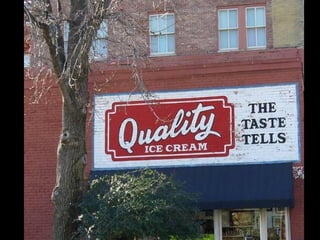 Quality
ICE CREAM
THE
TASTE
TELLS